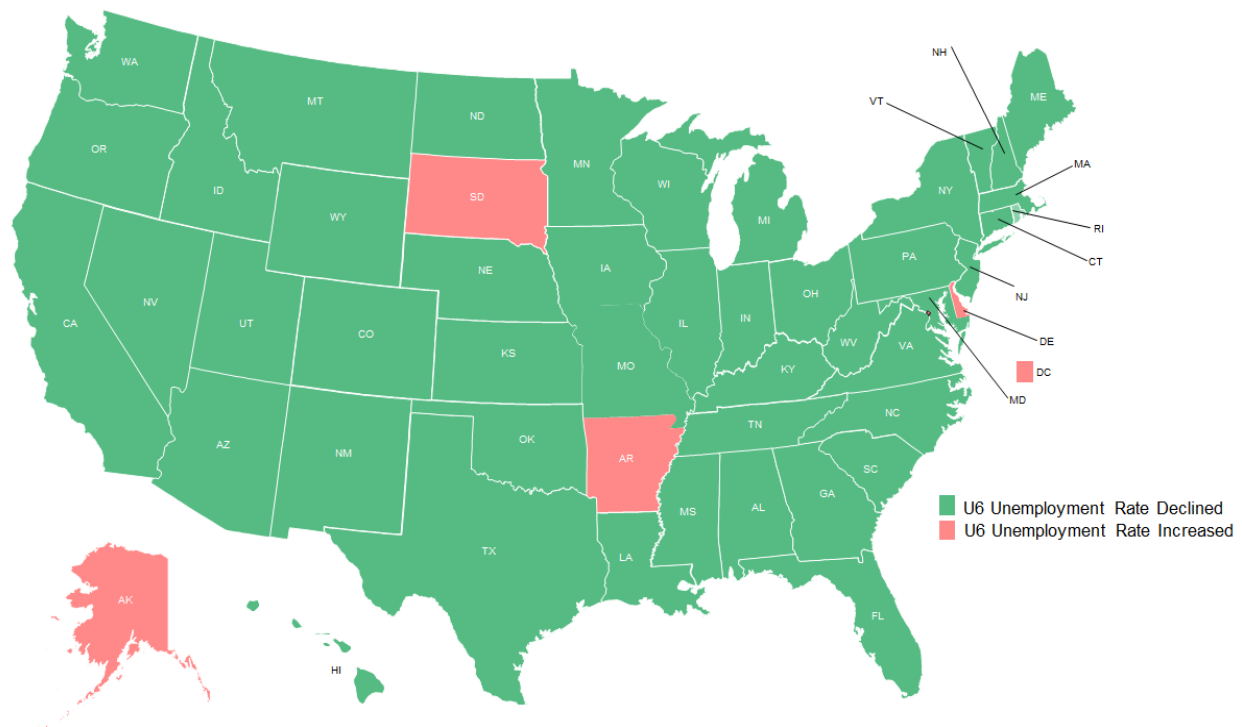 WA
MT
ND
MN
OR
ID
SD
WY
WI
MI
NH
VT
ME
MA
NY
RI
CT
PA
NJ
NE
IA
OH
IL
IN
NV
UT
CO
CA
KS
MO
WV
VA
DE
KY
DC
MD
NC
TN
OK
AZ
NM
AR
SC
GA
MS
AL
U6 Unemployment Rate Declined
U6 Unemployment Rate Increased
TX
LA
AK
FL
HI